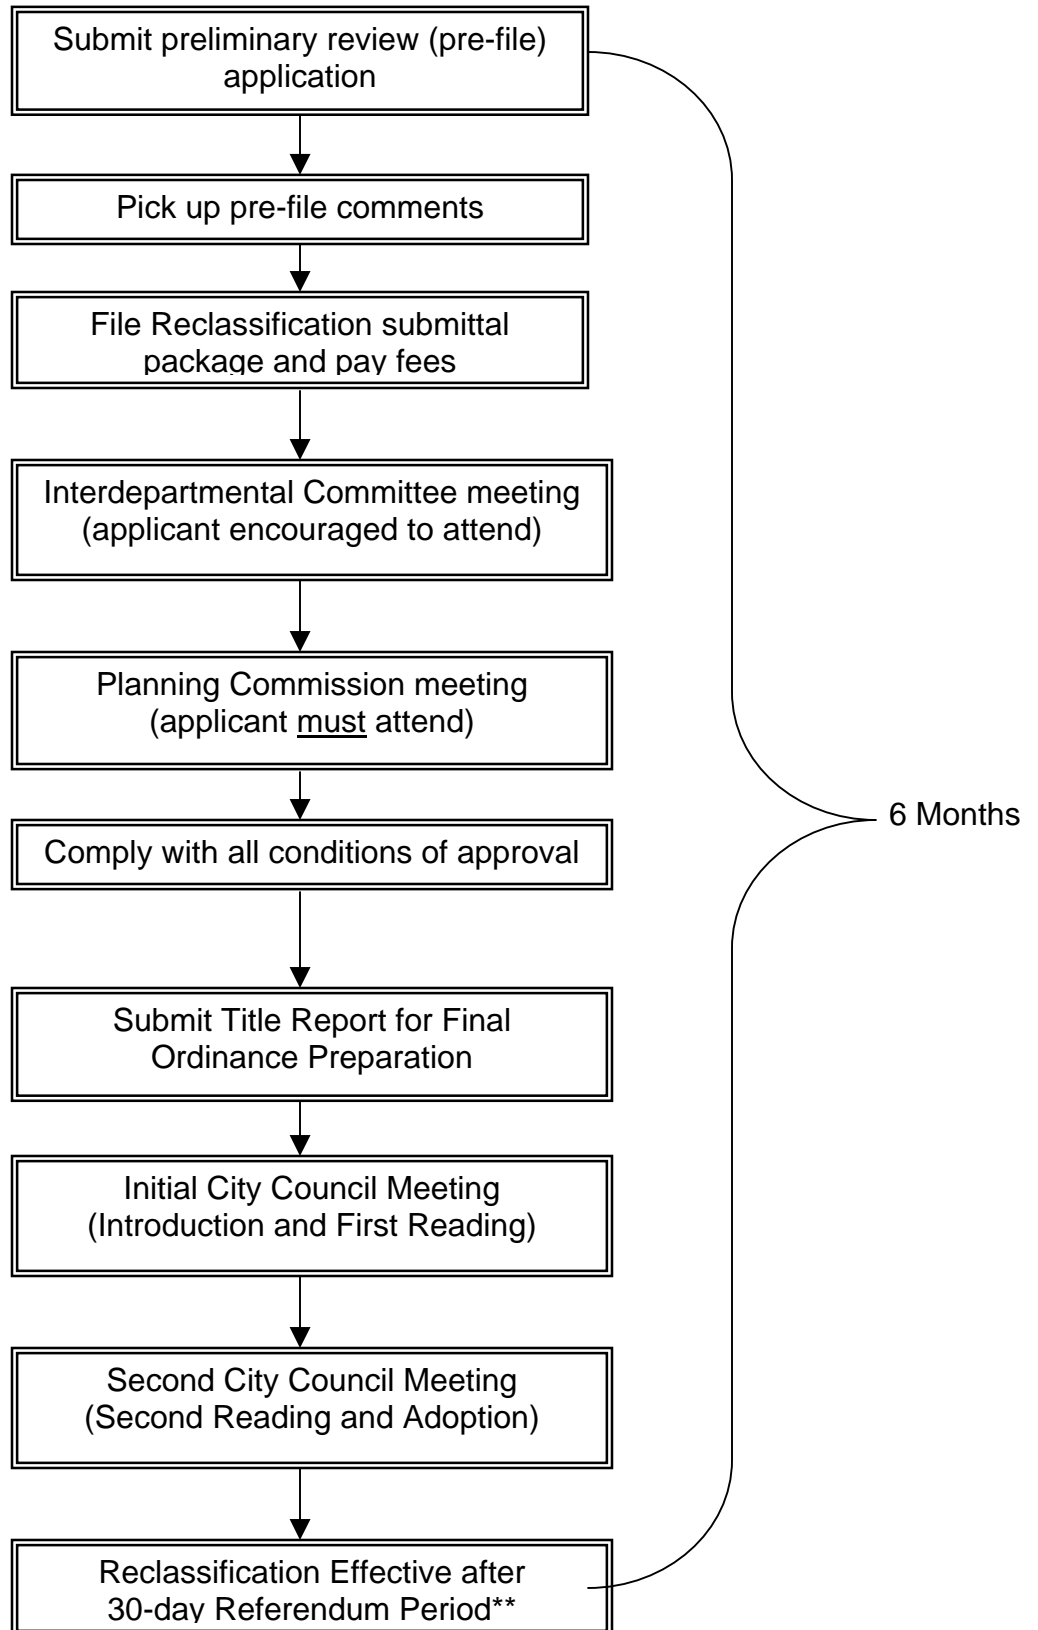 Submit preliminary review (pre-file)
application
Pick up pre-file comments
File Reclassification submittal
package and pay fees
Interdepartmental Committee meeting
(applicant encouraged to attend)
Planning Commission meeting
(applicant must attend)
Comply with all conditions of approval
6 Months
Submit Title Report for Final
Ordinance Preparation
Initial City Council Meeting
(Introduction and First Reading)
Second City Council Meeting
(Second Reading and Adoption)
Reclassification Effective after
30-day Referendum Period**